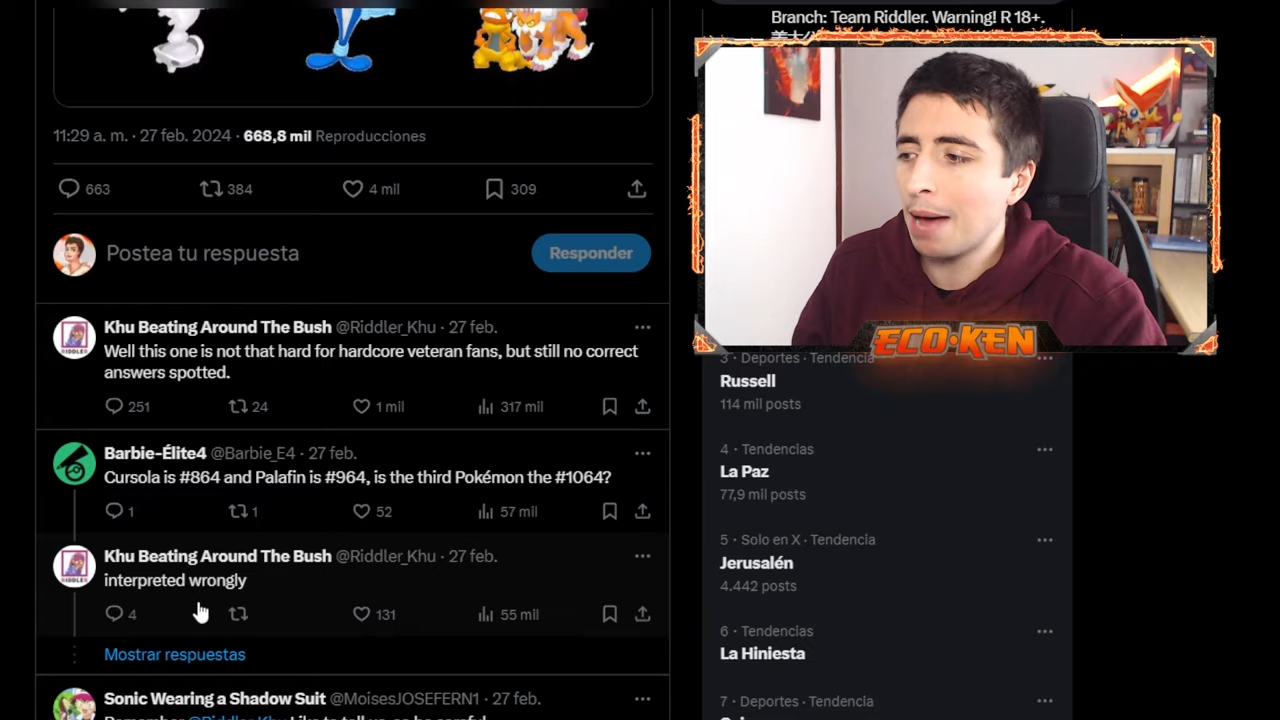 Branch: Team Riddler. Warning! R 18+.
11:29 a. m. · 27 feb. 2024 · 668,8 mil Reproducciones
663
384
4 mil
309
Postea tu respuesta
Responder
Khu Beating Around The Bush @Riddler_Khu · 27 feb.
Well this one is not that hard for hardcore veteran fans, but still no correct
answers spotted.
251
24
1 mil
317 mil
Barbie-Élite4 @Barbie_E4 · 27 feb.
Cursola is #864 and Palafin is #964, is the third Pokémon the #1064?
1
1
52
57 mil
RIDDLER
Khu Beating Around The Bush @Riddler_Khu · 27 feb.
interpreted wrongly
4
131
55 mil
Mostrar respuestas
Sonic Wearing a Shadow Suit @MoisesJOSEFERN1 · 27 feb.
ECO·KEN
3 · Deportes · Tendencia
Russell
114 mil posts
4 · Tendencias
La Paz
77,9 mil posts
5 · Solo en X · Tendencia
Jerusalén
4.442 posts
6 · Tendencias
La Hiniesta
7 · Deportes · Tendencia